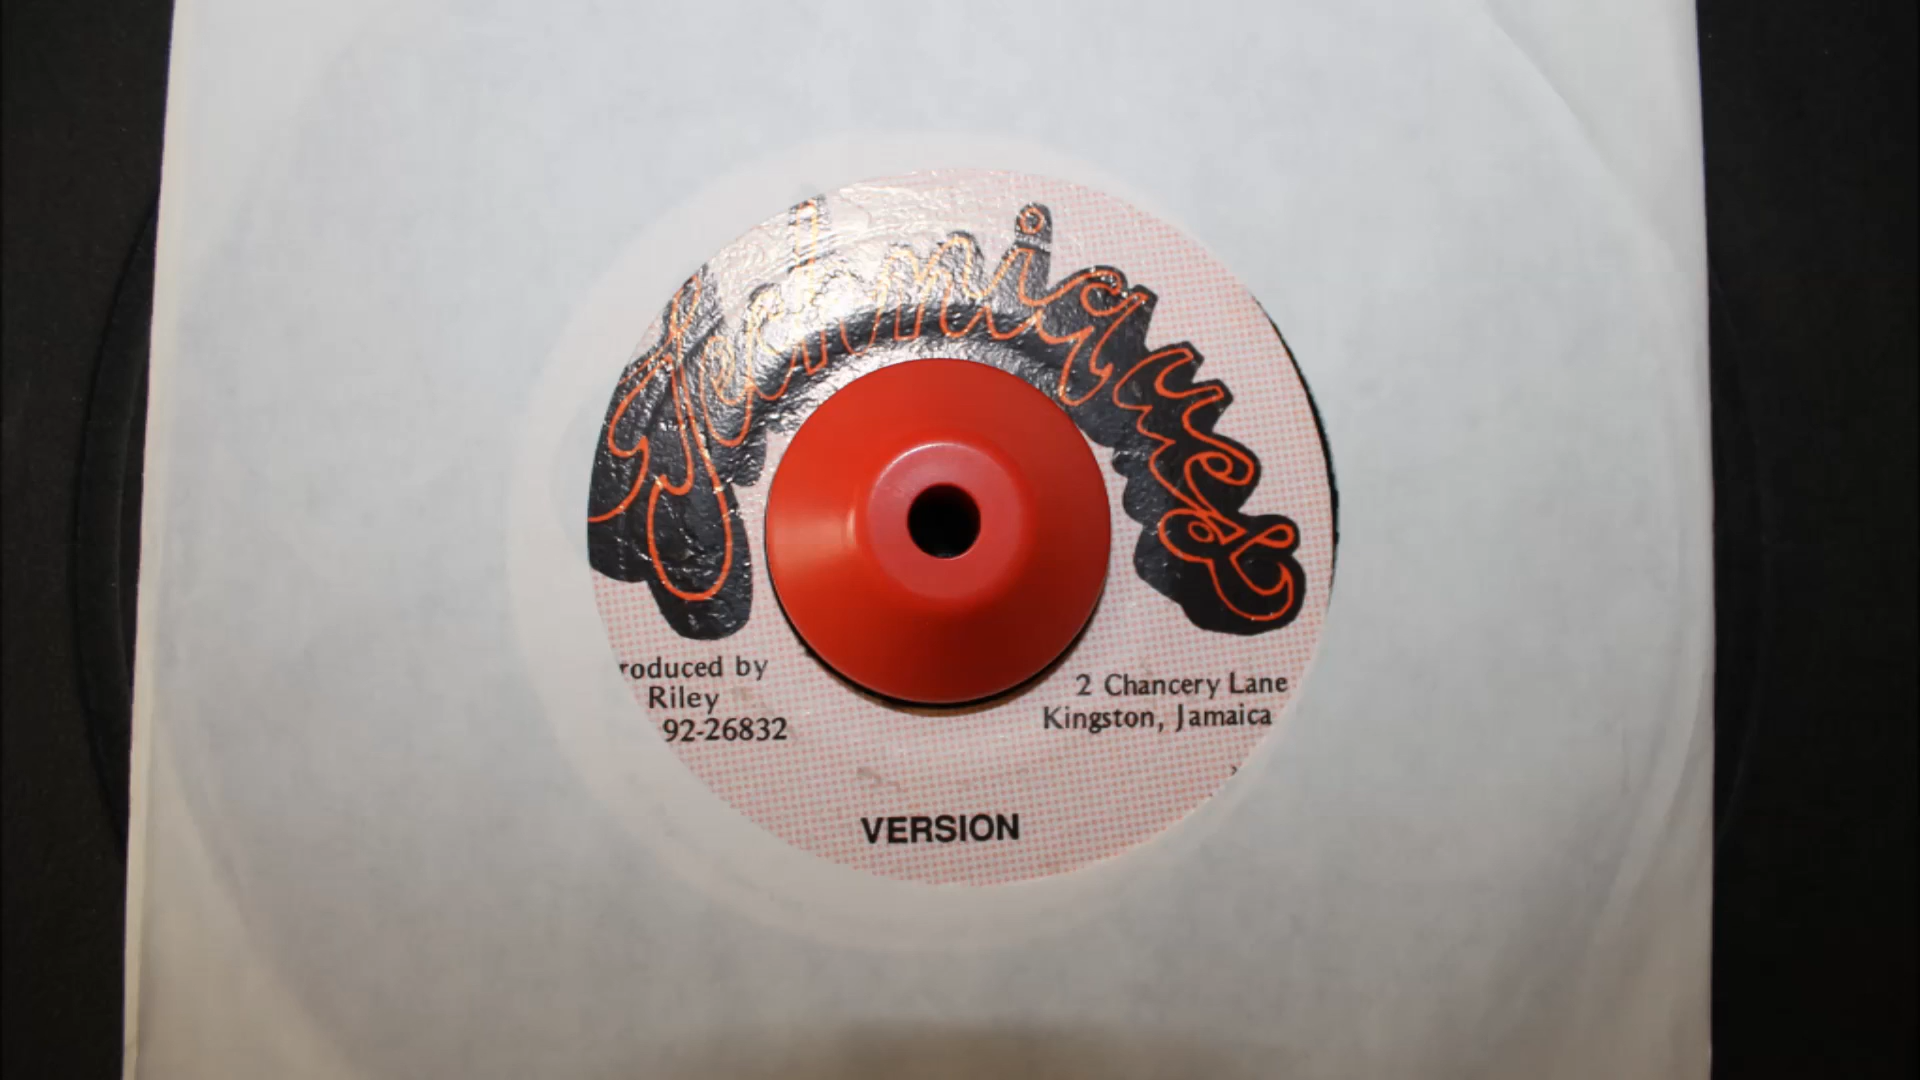 Techniques
roduced by
Riley
92-26832
2 Chancery Lane
Kingston, Jamaica
VERSION